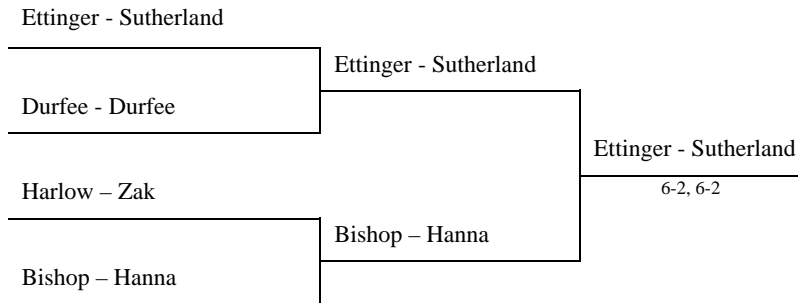 Ettinger - Sutherland
Ettinger - Sutherland
Durfee - Durfee
Ettinger - Sutherland
6-2, 6-2
Harlow – Zak
Bishop – Hanna
Bishop – Hanna